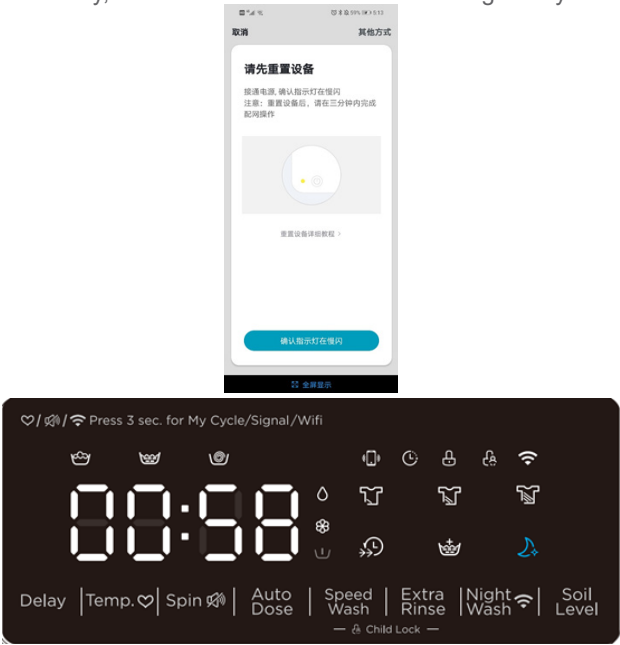 取消 其他方式
请先重置设备
接通电源, 确认指示灯在慢闪
注意：重置设备后，请在三分钟内完成
配网操作
重置设备详细教程 >
确认指示灯在慢闪
全屏显示
Press 3 sec. for My Cycle/Signal/Wifi
00:58
Delay | Temp. | Spin | Auto Dose | Speed Wash | Extra Rinse | Night Wash | Soil Level
Child Lock